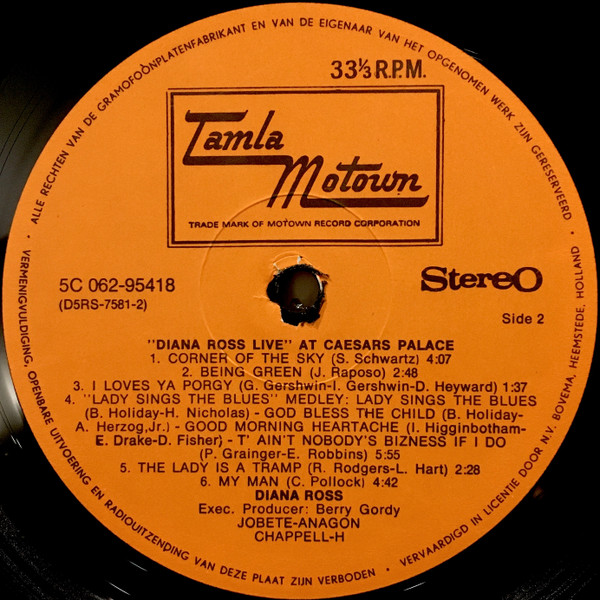 • ALLE RECHTEN VAN DE GRAMOFOONPLATENFABRIKANT EN VAN DE EIGENAAR VAN HET OPGENOMEN WERK ZIJN GERESERVEERD •
33⅓ R.P.M.
Tamla
Motown
TRADE MARK OF MOTOWN RECORD CORPORATION
5C 062-95418
(D5RS-7581-2)
Stereo
Side 2
"DIANA ROSS LIVE" AT CAESARS PALACE
1. CORNER OF THE SKY (S. Schwartz) 4:07
2. BEING GREEN (J. Raposo) 2:48
3. I LOVES YA PORGY (G. Gershwin-I. Gershwin-D. Heyward) 1:37
4. "LADY SINGS THE BLUES" MEDLEY: LADY SINGS THE BLUES
(B. Holiday-H. Nicholas) - GOD BLESS THE CHILD (B. Holiday-
A. Herzog,Jr.) - GOOD MORNING HEARTACHE (I. Higginbotham-
E. Drake-D. Fisher) - T' AIN'T NOBODY'S BIZNESS IF I DO
(P. Grainger-E. Robbins) 5:55
5. THE LADY IS A TRAMP (R. Rodgers-L. Hart) 2:28
6. MY MAN (C. Pollock) 4:42
DIANA ROSS
Exec. Producer: Berry Gordy
JOBETE-ANAGON
CHAPPELL-H
VERMENIGVULDIGING, OPENBARE UITVOERING EN RADIOUITZENDING VAN DEZE PLAAT ZIJN VERBODEN • VERVAARDIGD IN LICENTIE DOOR N.V. BOVEMA, HEEMSTEDE, HOLLAND •